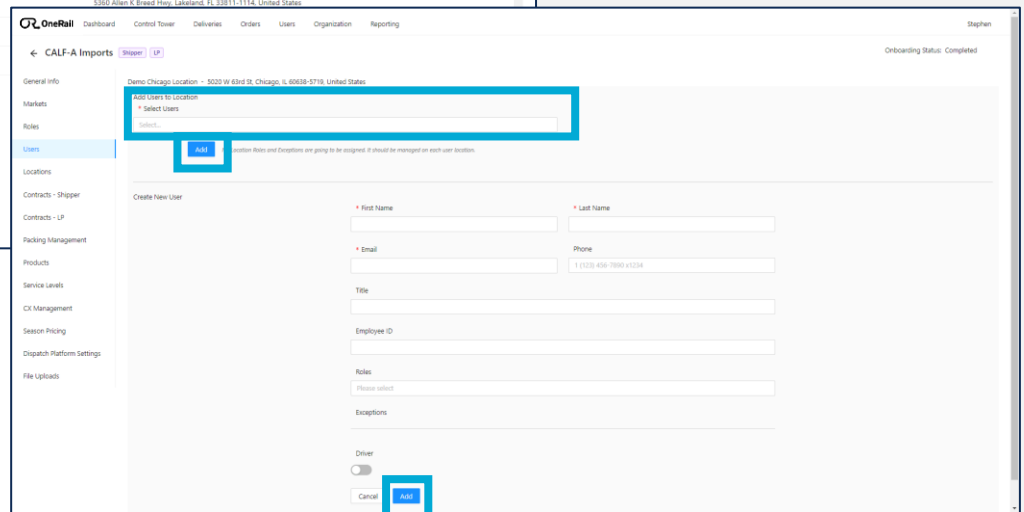 5360 Allen K Breed Hwy, Lakeland, FL 33811-1114, United States
OneRail Dashboard Control Tower Deliveries Orders Users Organization Reporting Stephen
← CALF-A Imports Shipper LP Onboarding Status: Completed
General Info
Markets
Roles
Users
Locations
Contracts - Shipper
Contracts - LP
Packing Management
Products
Service Levels
CX Management
Season Pricing
Dispatch Platform Settings
File Uploads
Demo Chicago Location - 5020 W 63rd St, Chicago, IL 60638-5719, United States
Add Users to Location
* Select Users
Select...
Add ocation Roles and Exceptions are going to be assigned. It should be managed on each user location.
Create New User
* First Name * Last Name
* Email Phone
1 (123) 456-7890 x1234
Title
Employee ID
Roles
Please select
Exceptions
Driver
Cancel Add